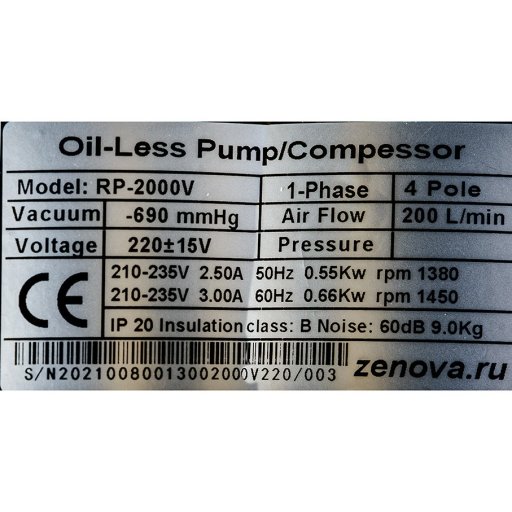 Oil-Less Pump/Compessor
Model: RP-2000V 1-Phase 4 Pole
Vacuum -690 mmHg Air Flow 200 L/min
Voltage 220±15V Pressure
CE 210-235V 2.50A 50Hz 0.55Kw rpm 1380
210-235V 3.00A 60Hz 0.66Kw rpm 1450
IP 20 Insulation class: B Noise: 60dB 9.0Kg
S/N20210080013002000V220/003 zenova.ru